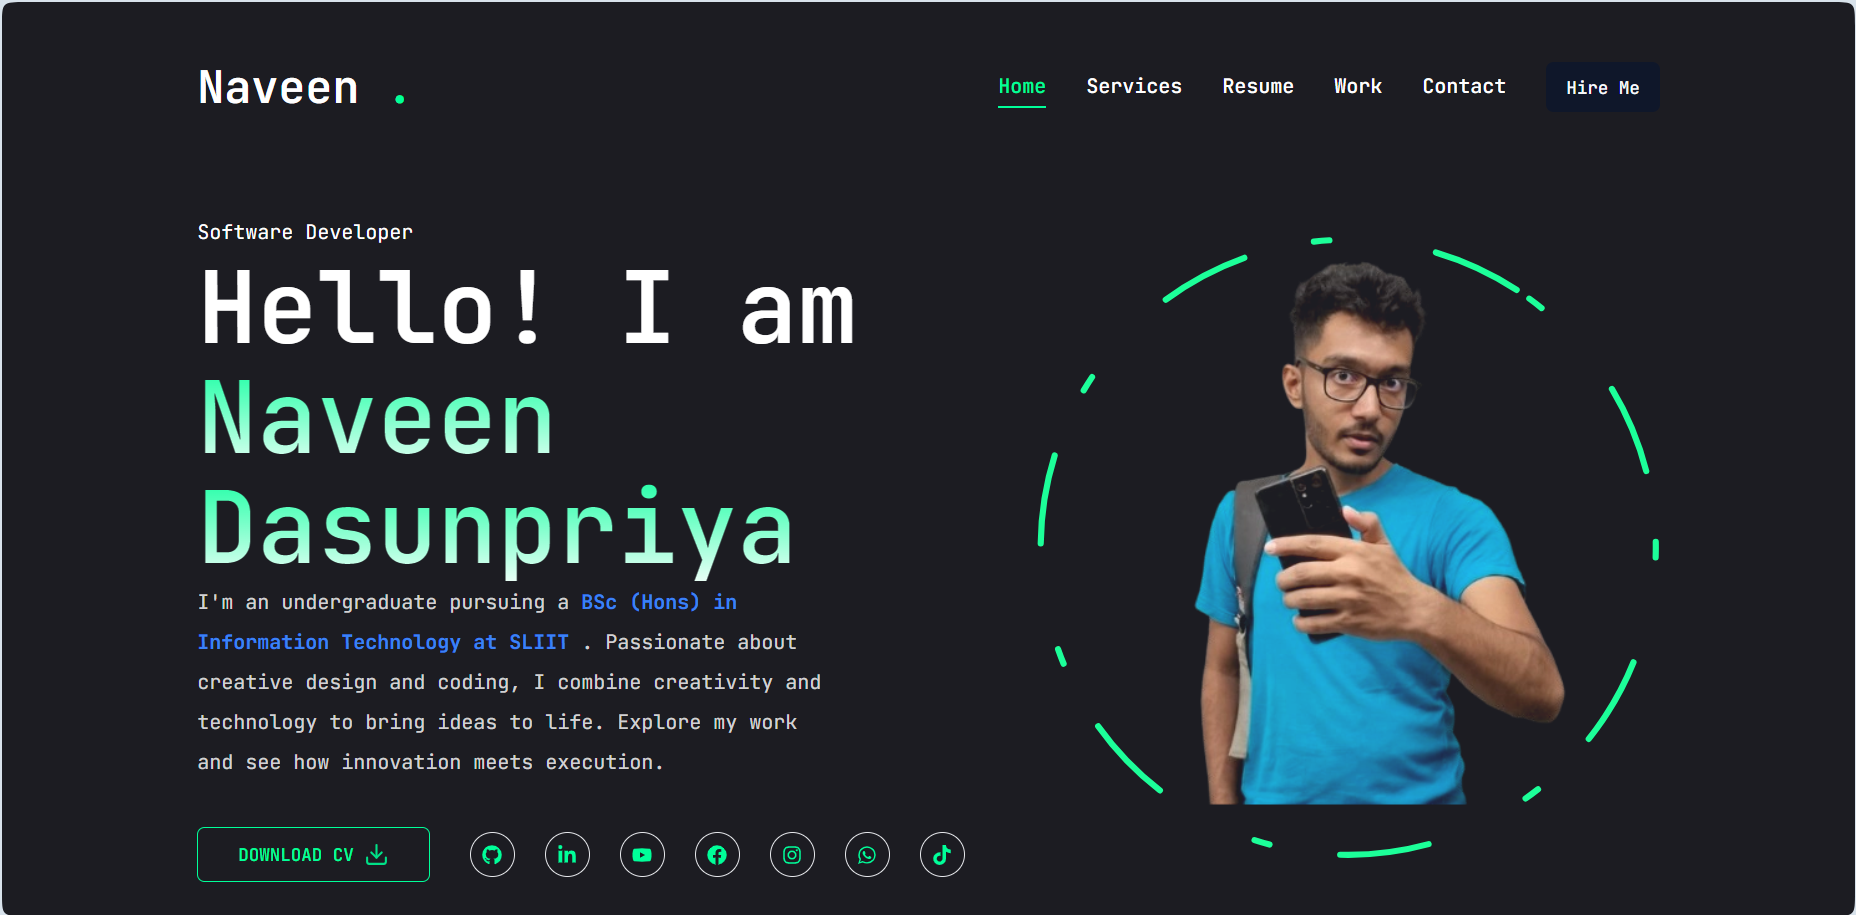 Naveen .
Home Services Resume Work Contact Hire Me
Software Developer
Hello! I am
Naveen
Dasunpriya
I'm an undergraduate pursuing a BSc (Hons) in
Information Technology at SLIIT . Passionate about
creative design and coding, I combine creativity and
technology to bring ideas to life. Explore my work
and see how innovation meets execution.
DOWNLOAD CV